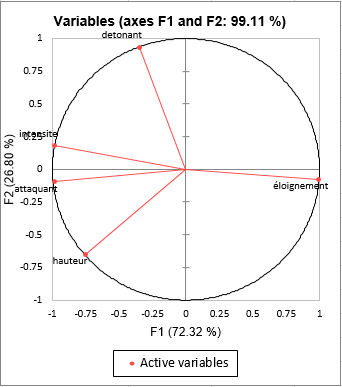 Variables (axes F1 and F2: 99.11 %)
detonant
1
0.75
0.5
0.25
intensite
0
attaquant
éloignement
-0.25
-0.5
hauteur
-0.75
-1
F2 (26.80 %)
-1 -0.75 -0.5 -0.25 0 0.25 0.5 0.75 1
F1 (72.32 %)
Active variables